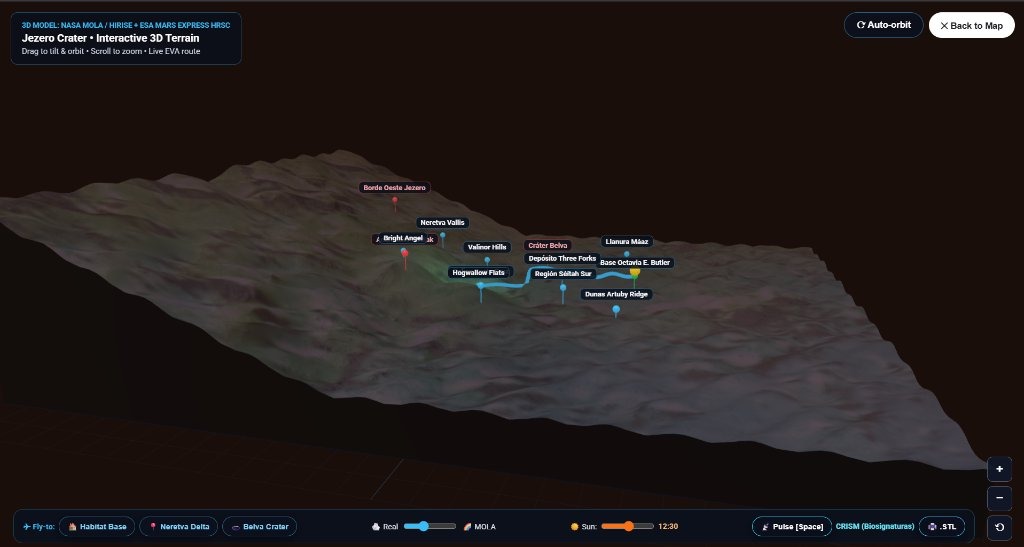 3D MODEL: NASA MOLA / HIRISE + ESA MARS EXPRESS HRSC
Jezero Crater • Interactive 3D Terrain
Drag to tilt & orbit • Scroll to zoom • Live EVA route
Auto-orbit
Back to Map
Borde Oeste Jezero
Neretva Vallis
Bright Angel
Valinor Hills
Cráter Belva
Llanura Máaz
Depósito Three Forks
Base Octavia E. Butler
Hogwallow Flats
Región Séítah Sur
Dunas Artuby Ridge
Fly-to:
Habitat Base
Neretva Delta
Belva Crater
Real
MOLA
Sun:
12:30
Pulse [Space]
CRISM (Biosignaturas)
.STL